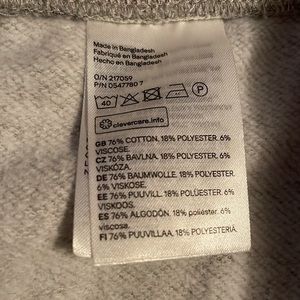 Made in Bangladesh
Fabriqué en Bangladesh
Hecho en Bangladesh
O/N 217059
P/N 0547780 7
40
P
clevercare.info
GB 76% COTTON. 18% POLYESTER. 6%
VISCOSE.
CZ 76% BAVLNA. 18% POLYESTER. 6%
VISKÓZA.
DE 76% BAUMWOLLE. 18% POLYESTER.
6% VISKOSE.
EE 76% PUUVILL. 18% POLÜESTER. 6%
VISKOOS.
ES 76% ALGODÓN. 18% poliéster. 6%
viscosa.
FI 76% PUUVILLAA. 18% POLYESTERIÄ.